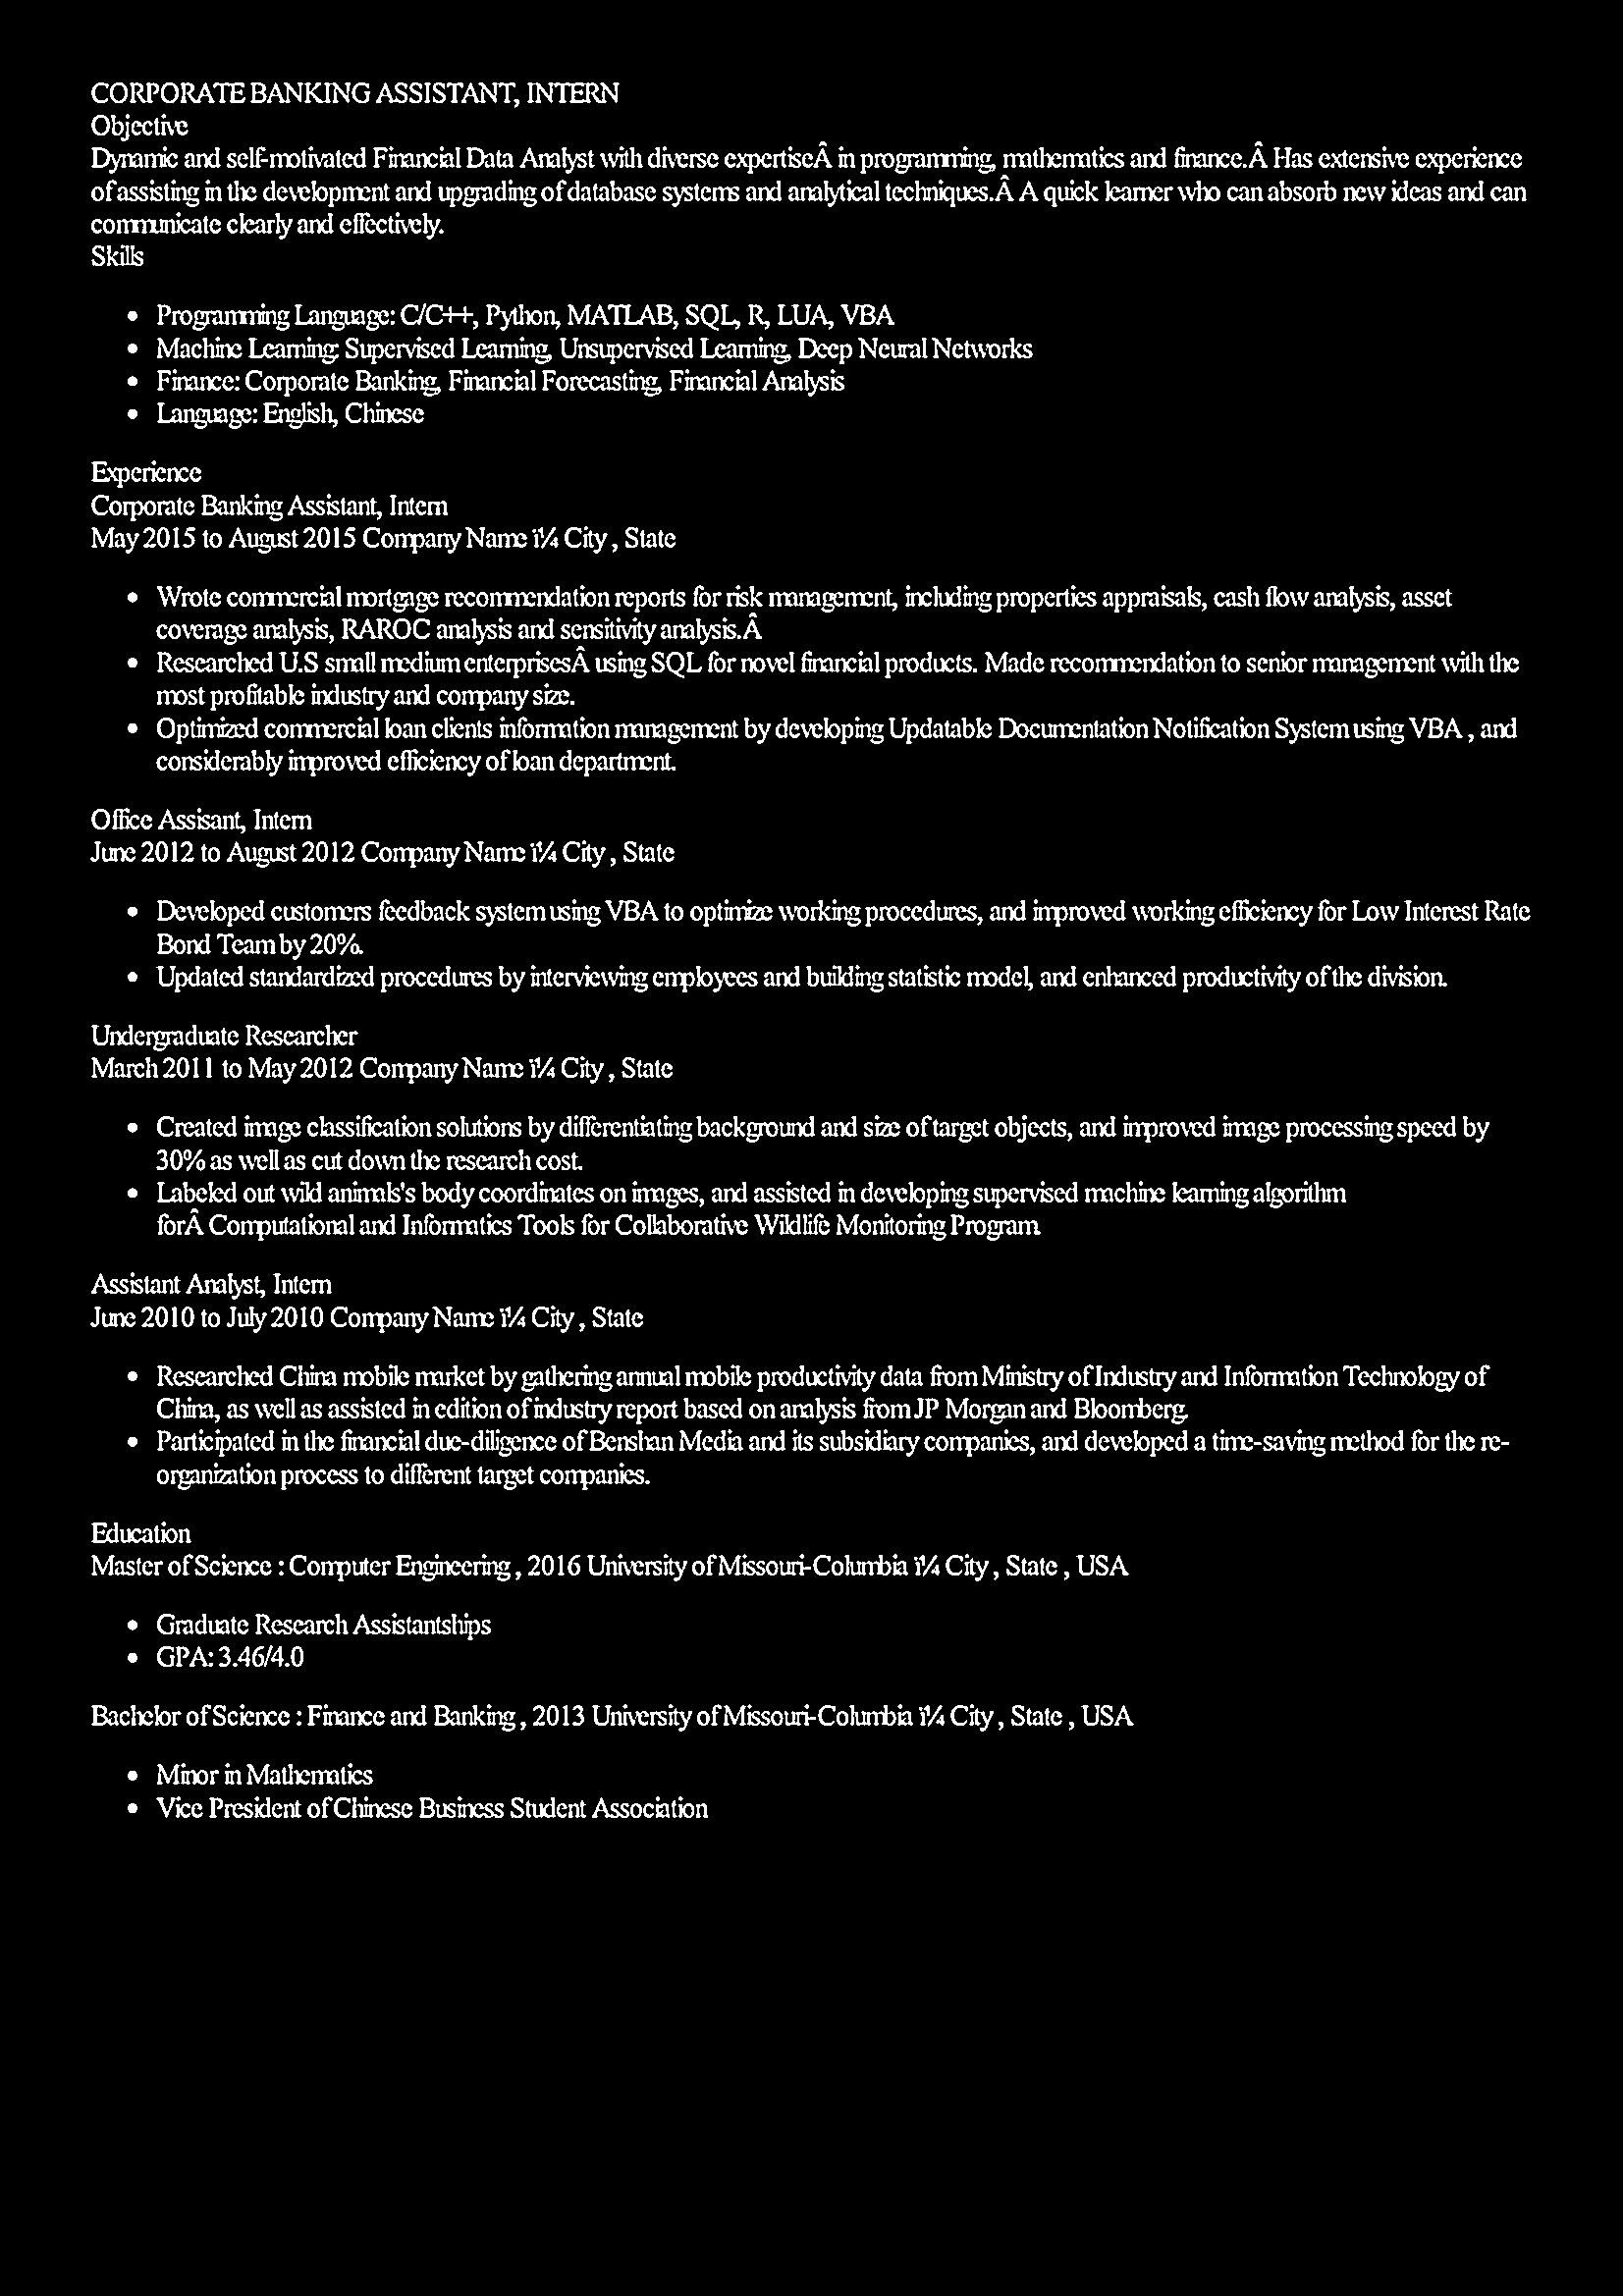 CORPORATE BANKING ASSISTANT, INTERN
Objective
Dynamic and self-motivated Financial Data Analyst with diverse expertiseÂ in programming, mathematics and finance.Â Has extensive experience
of assisting in the development and upgrading of database systems and analytical techniques.Â A quick learner who can absorb new ideas and can
communicate clearly and effectively.
Skills
• Programming Language: C/C++, Python, MATLAB, SQL, R, LUA, VBA
• Machine Learning: Supervised Learning, Unsupervised Learning, Deep Neural Networks
• Finance: Corporate Banking, Financial Forecasting, Financial Analysis
• Language: English, Chinese
Experience
Corporate Banking Assistant, Intern
May 2015 to August 2015 Company Name ï¼ City , State
• Wrote commercial mortgage recommendation reports for risk management, including properties appraisals, cash flow analysis, asset
coverage analysis, RAROC analysis and sensitivity analysis.Â
• Researched U.S small medium enterprisesÂ using SQL for novel financial products. Made recommendation to senior management with the
most profitable industry and company size.
• Optimized commercial loan clients information management by developing Updatable Documentation Notification System using VBA , and
considerably improved efficiency of loan department.
Office Assisant, Intern
June 2012 to August 2012 Company Name ï¼ City , State
• Developed customers feedback system using VBA to optimize working procedures, and improved working efficiency for Low Interest Rate
Bond Team by 20%.
• Updated standardized procedures by interviewing employees and building statistic model, and enhanced productivity of the division.
Undergraduate Researcher
March 2011 to May 2012 Company Name ï¼ City , State
• Created image classification solutions by differentiating background and size of target objects, and improved image processing speed by
30% as well as cut down the research cost.
• Labeled out wild animals's body coordinates on images, and assisted in developing supervised machine learning algorithm
forÂ Computational and Informatics Tools for Collaborative Wildlife Monitoring Program.
Assistant Analyst, Intern
June 2010 to July 2010 Company Name ï¼ City , State
• Researched China mobile market by gathering annual mobile productivity data from Ministry of Industry and Information Technology of
China, as well as assisted in edition of industry report based on analysis from JP Morgan and Bloomberg.
• Participated in the financial due-diligence of Benshan Media and its subsidiary companies, and developed a time-saving method for the re-
organization process to different target companies.
Education
Master of Science : Computer Engineering , 2016 University of Missouri-Columbia ï¼ City , State , USA
• Graduate Research Assistantships
• GPA: 3.46/4.0
Bachelor of Science : Finance and Banking , 2013 University of Missouri-Columbia ï¼ City , State , USA
• Minor in Mathematics
• Vice President of Chinese Business Student Association